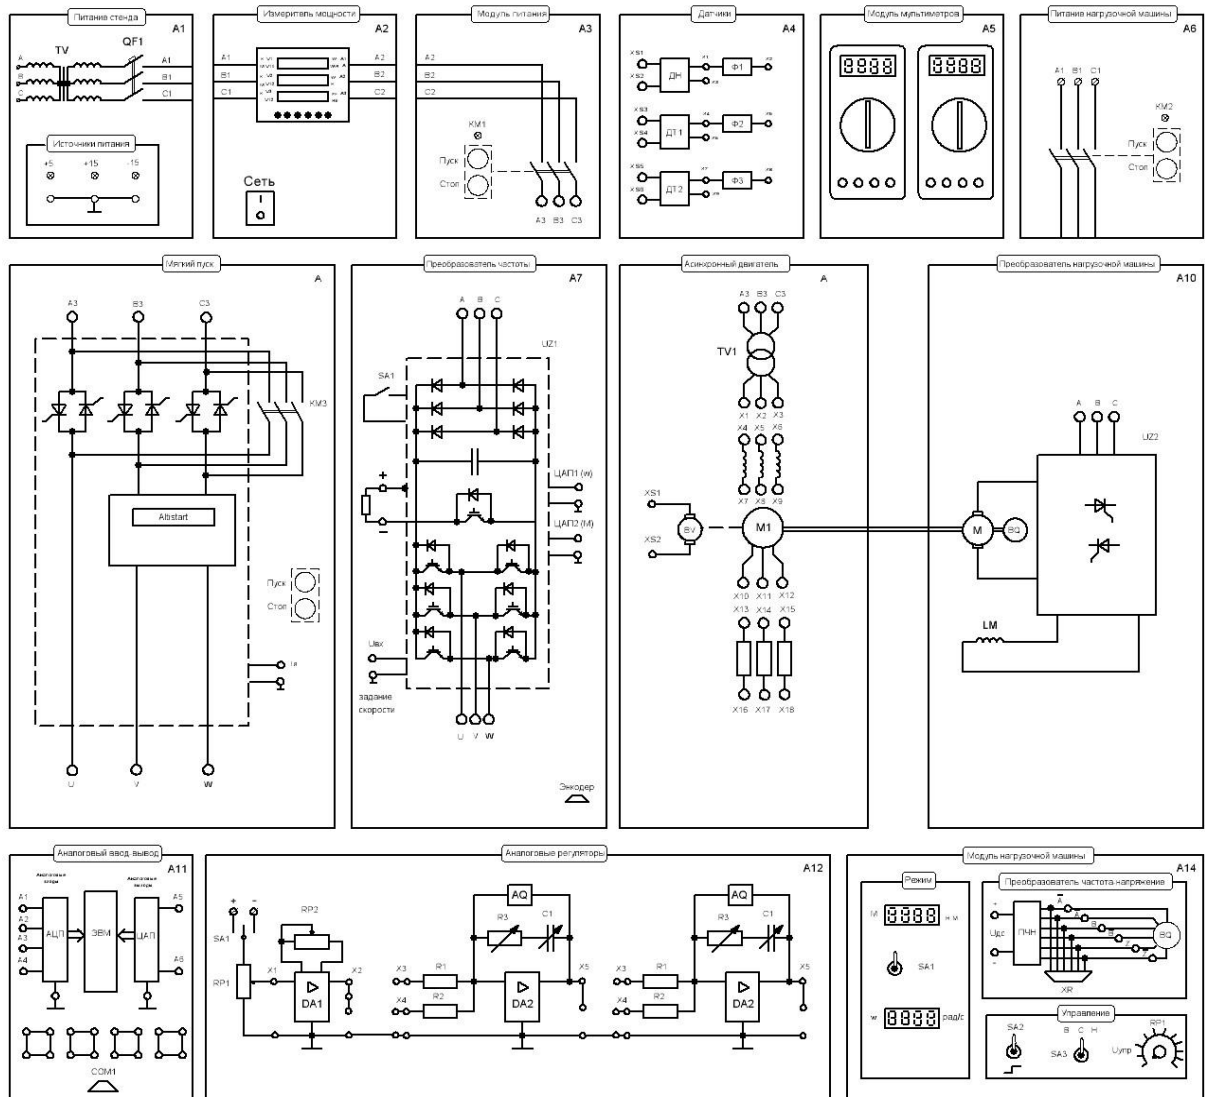 Питание стенда
A1
TV
QF1
A
B
C
A1
B1
C1
Источники питания
+5
+15
-15
Измеритель мощности
A2
A1
B1
C1
A2
B2
C2
Сеть
Модуль питания
A3
A2
B2
C2
KM1
Пуск
Стоп
A3 B3 C3
Датчики
A4
XS1
XS2
ДН
Ф1
XS3
XS4
ДТ1
Ф2
XS5
ДТ2
Ф3
Модуль мультиметров
A5
Питание нагрузочной машины
A6
A1 B1 C1
KM2
Пуск
Стоп
Мягкий пуск
A
A3
B3
C3
KM3
Altistart
Пуск
Стоп
U
V
W
Преобразователь частоты
A7
A B C
UZ1
SA1
+
–
ЦАП1 (w)
ЦАП2 (M)
Uвх
задание
скорости
U V W
Энкодер
Асинхронный двигатель
A
A3 B3 C3
TV1
X1 X2 X3
X4 X5 X6
X7 X8 X9
XS1
XS2
BV
M1
X10 X11 X12
X13 X14 X15
X16 X17 X18
Преобразователь нагрузочной машины
A10
A B C
UZ2
M
BQ
LM
Аналоговый ввод-вывод
A11
A1
A2
A3
A4
АЦП
ЭВМ
ЦАП
A5
A6
COM1
Аналоговые регуляторы
A12
+ –
SA1
RP1
RP2
X1
DA1
X2
AQ
R3
C1
X3
X4
R1
R2
DA2
X5
AQ
R3
C1
X3
X4
R1
R2
DA2
X5
Модуль нагрузочной машины
A14
Режим
M
Н М
SA1
w
рад/с
Преобразователь частота-напряжение
Uдс
ПЧН
BQ
XR
Управление
SA2
B C H
SA3
Uупр
RP1